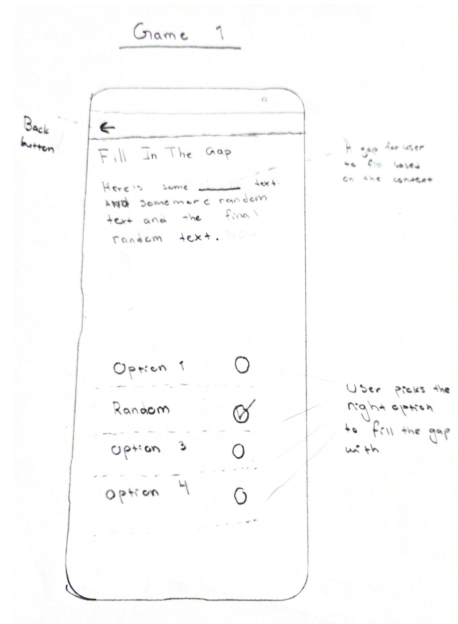 Game 1
Back
button
Fill In The Gap
Here is some ____ text
and some more random
text and the final
random text.
A gap for user
to fill based
on the context
Option 1
Random
Option 3
Option 4
User picks the
right option
to fill the gap
with